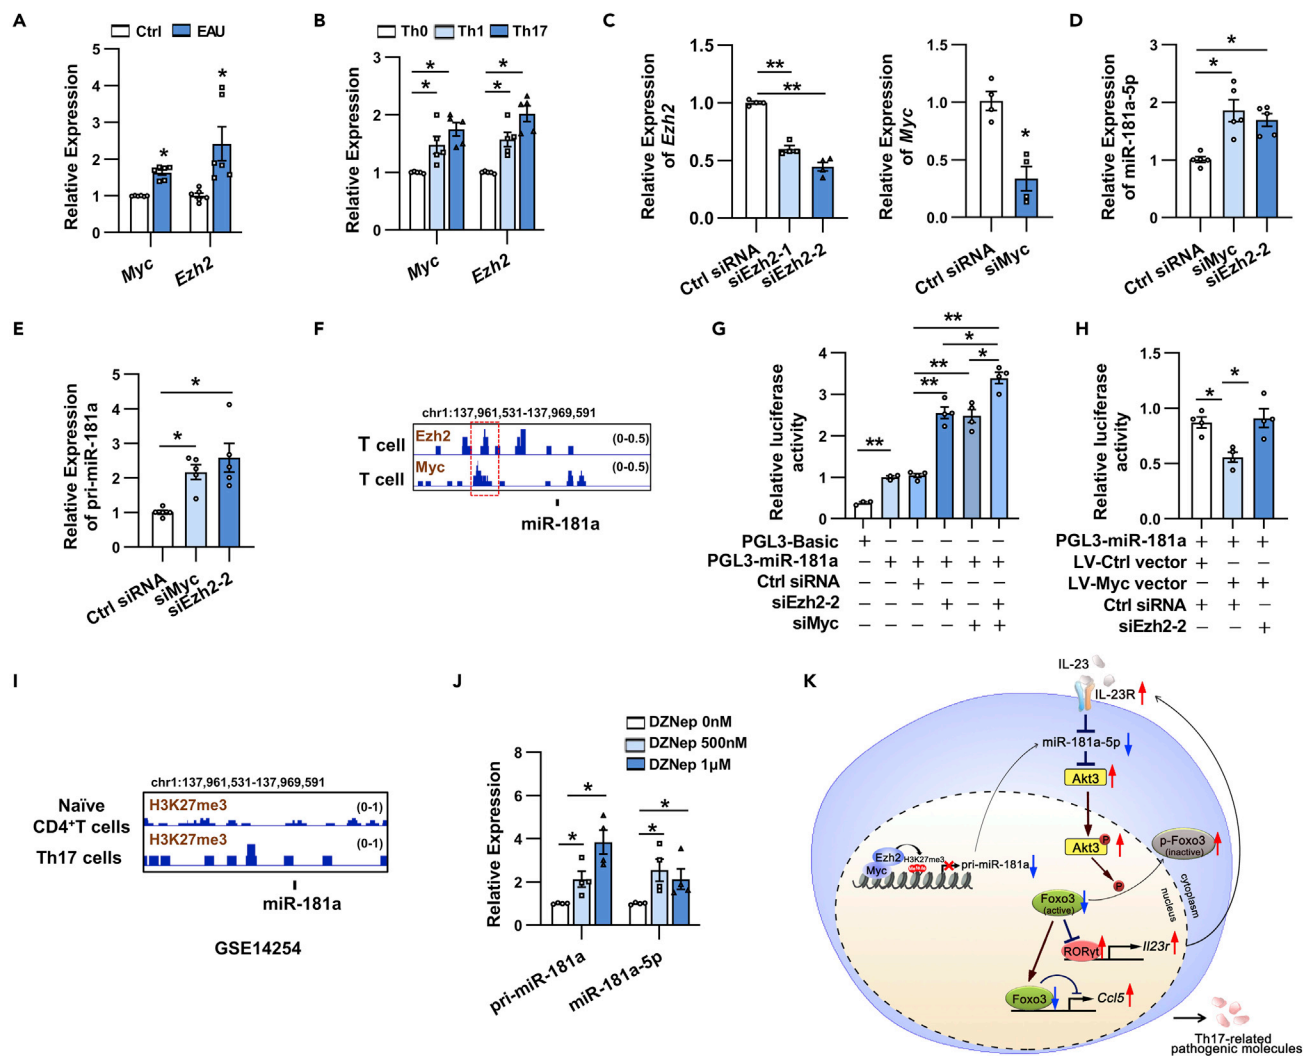 A
Ctrl EAU
Relative Expression
5
4
3
2
1
0
*
*
Myc
Ezh2
B
Th0 Th1 Th17
Relative Expression
3
2
1
0
*
*
*
*
Myc
Ezh2
C
Relative Expression
of Ezh2
1.5
1.0
0.5
0.0
**
**
Ctrl siRNA
siEzh2-1
siEzh2-2
Relative Expression
of Myc
1.5
1.0
0.5
0.0
*
Ctrl siRNA
siMyc
D
Relative Expression
of miR-181a-5p
3
2
1
0
*
*
Ctrl siRNA
siMyc
siEzh2-2
E
Relative Expression
of pri-miR-181a
5
4
3
2
1
0
*
*
Ctrl siRNA
siMyc
siEzh2-2
F
chr1:137,961,531-137,969,591
T cell Ezh2 (0-0.5)
T cell Myc (0-0.5)
miR-181a
G
Relative luciferase
activity
4
3
2
1
0
**
*
** *
**
**
PGL3-Basic + − − − − −
PGL3-miR-181a − + + + + +
Ctrl siRNA − − + − − −
siEzh2-2 − − − + − +
siMyc − − − − + +
H
Relative luciferase
activity
1.5
1.0
0.5
0.0
* *
PGL3-miR-181a + + +
LV-Ctrl vector + − −
LV-Myc vector − + +
Ctrl siRNA + + −
siEzh2-2 − − +
I
chr1:137,961,531-137,969,591
Naïve
CD4+T cells
H3K27me3 (0-1)
Th17 cells
H3K27me3 (0-1)
miR-181a
GSE14254
J
DZNep 0nM
DZNep 500nM
DZNep 1μM
Relative Expression
8
6
4
2
0
*
*
*
*
pri-miR-181a
miR-181a-5p
K
IL-23
IL-23R
miR-181a-5p
Akt3
Akt3 P
P
p-Foxo3
(inactive)
Ezh2
Myc
H3K27me3
pri-miR-181a
Foxo3
(active)
cytoplasm
nucleus
RORγt
Il23r
Foxo3
Ccl5
Th17-related
pathogenic molecules